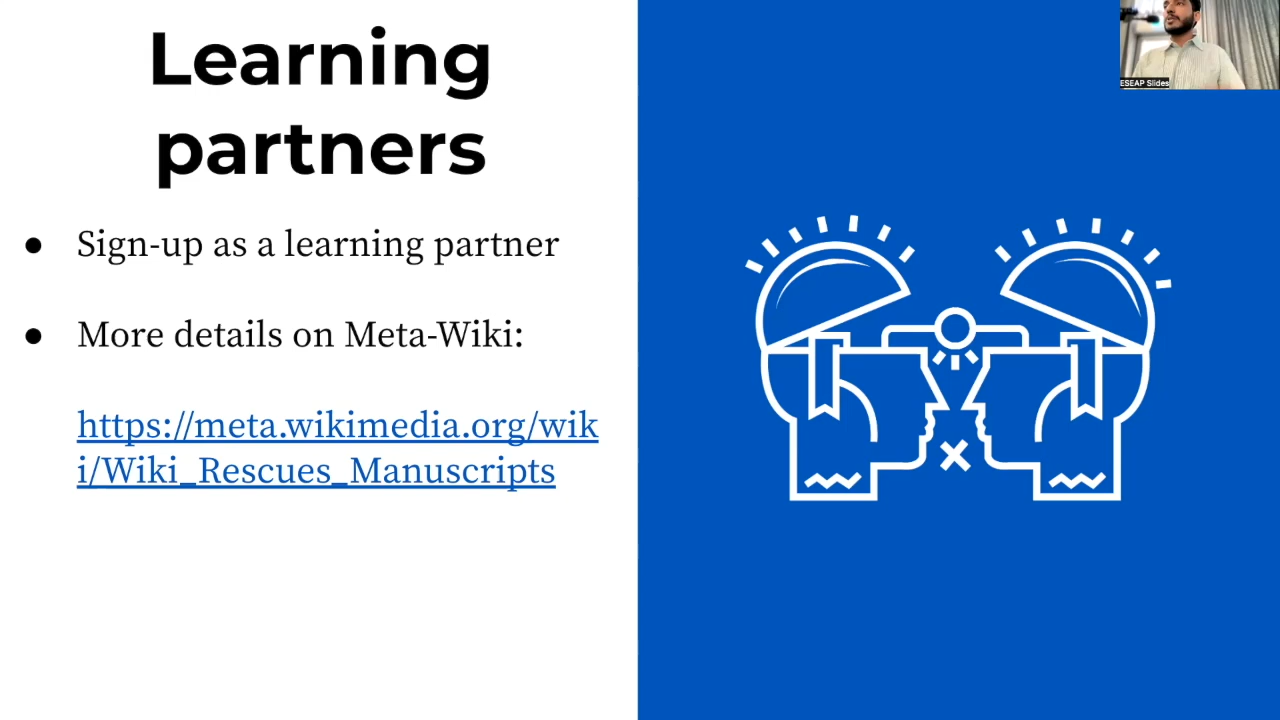 Learning
partners
● Sign-up as a learning partner
● More details on Meta-Wiki:
https://meta.wikimedia.org/wik
i/Wiki_Rescues_Manuscripts
ESEAP Slides